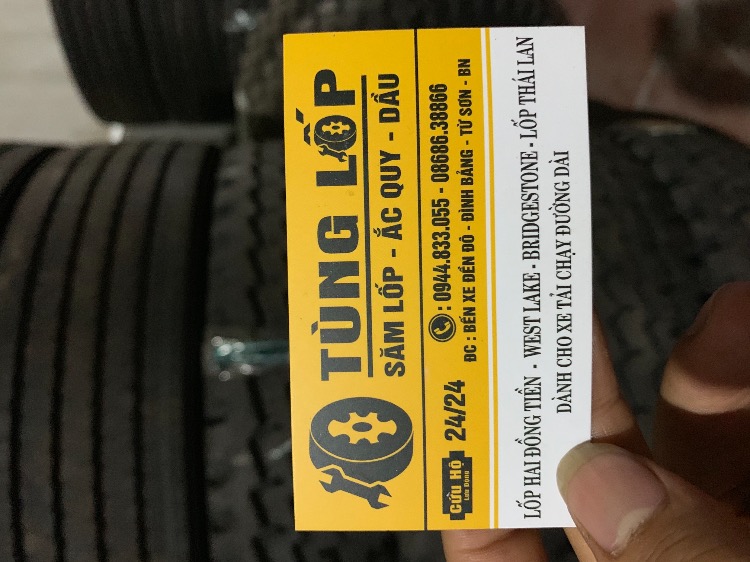 TÙNG LỐP
SĂM LỐP - ẮC QUY - DẦU
CỨU HỘ
Lưu Động
24/24
: 0944.833.055 - 08686.38866
ĐC : BẾN XE ĐỀN ĐÔ - ĐÌNH BẢNG - TỪ SƠN - BN
LỐP HAI ĐỒNG TIỀN - WEST LAKE - BRIDGESTONE - LỐP THÁI LAN
DÀNH CHO XE TẢI CHẠY ĐƯỜNG DÀI